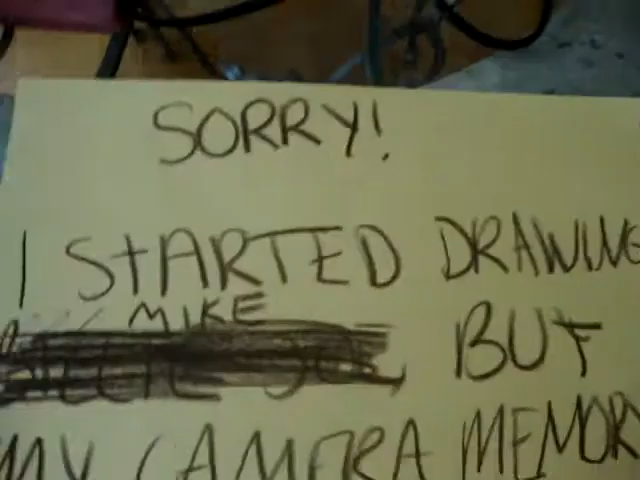 SORRY!
I STARTED DRAWING
MIKE
BUT
MY CAMERA MEMORY